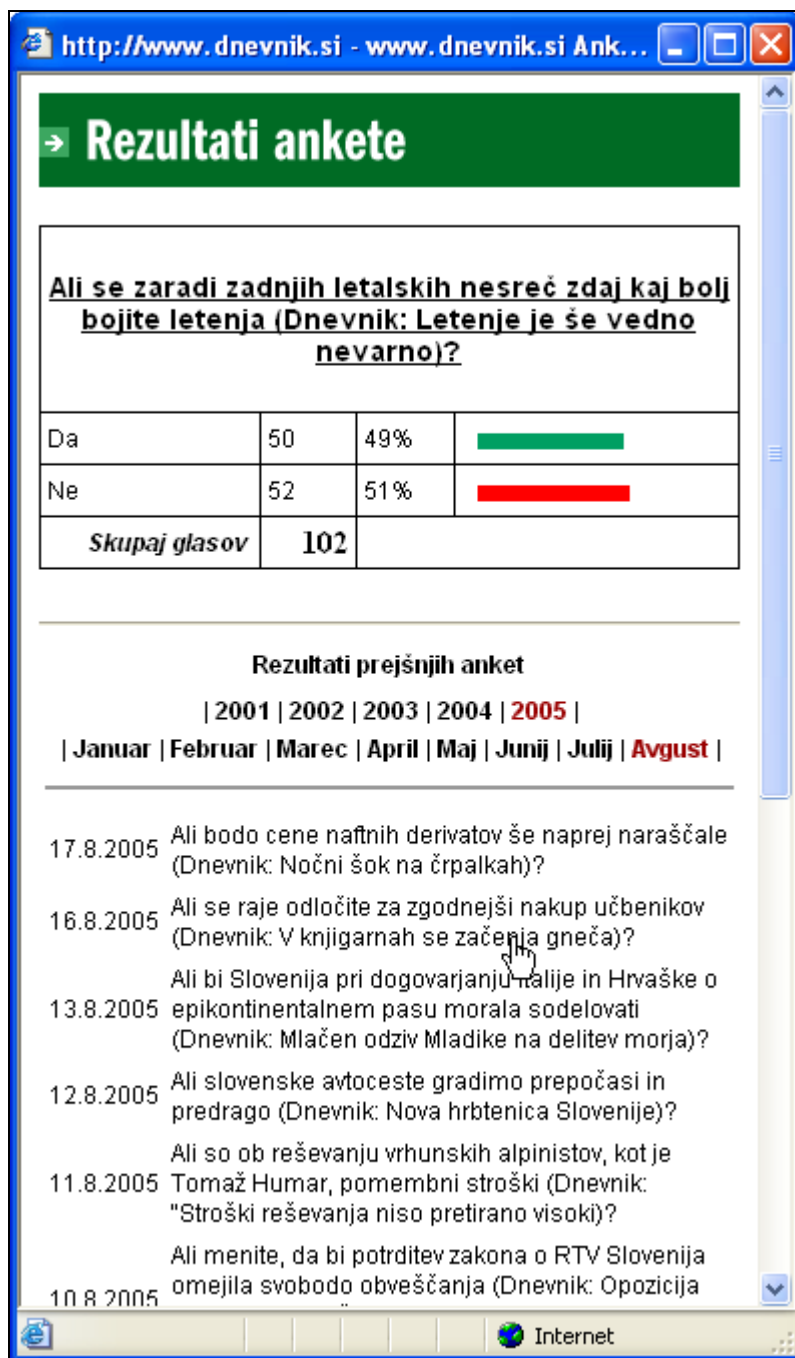 http://www.dnevnik.si - www.dnevnik.si Ank...
Rezultati ankete
Ali se zaradi zadnjih letalskih nesreč zdaj kaj bolj
bojite letenja (Dnevnik: Letenje je še vedno
nevarno)?
Da 50 49%
Ne 52 51%
Skupaj glasov 102
Rezultati prejšnjih anket
| 2001 | 2002 | 2003 | 2004 | 2005 |
| Januar | Februar | Marec | April | Maj | Junij | Julij | Avgust |
17.8.2005 Ali bodo cene naftnih derivatov še naprej naraščale
(Dnevnik: Nočni šok na črpalkah)?
16.8.2005 Ali se raje odločite za zgodnejši nakup učbenikov
(Dnevnik: V knjigarnah se začenja gneča)?
Ali bi Slovenija pri dogovarjanju Italije in Hrvaške o
13.8.2005 epikontinentalnem pasu morala sodelovati
(Dnevnik: Mlačen odziv Mladike na delitev morja)?
12.8.2005 Ali slovenske avtoceste gradimo prepočasi in
predrago (Dnevnik: Nova hrbtenica Slovenije)?
Ali so ob reševanju vrhunskih alpinistov, kot je
11.8.2005 Tomaž Humar, pomembni stroški (Dnevnik:
"Stroški reševanja niso pretirano visoki)?
Ali menite, da bi potrditev zakona o RTV Slovenija
10.8.2005 omejila svobodo obveščanja (Dnevnik: Opozicija
Internet